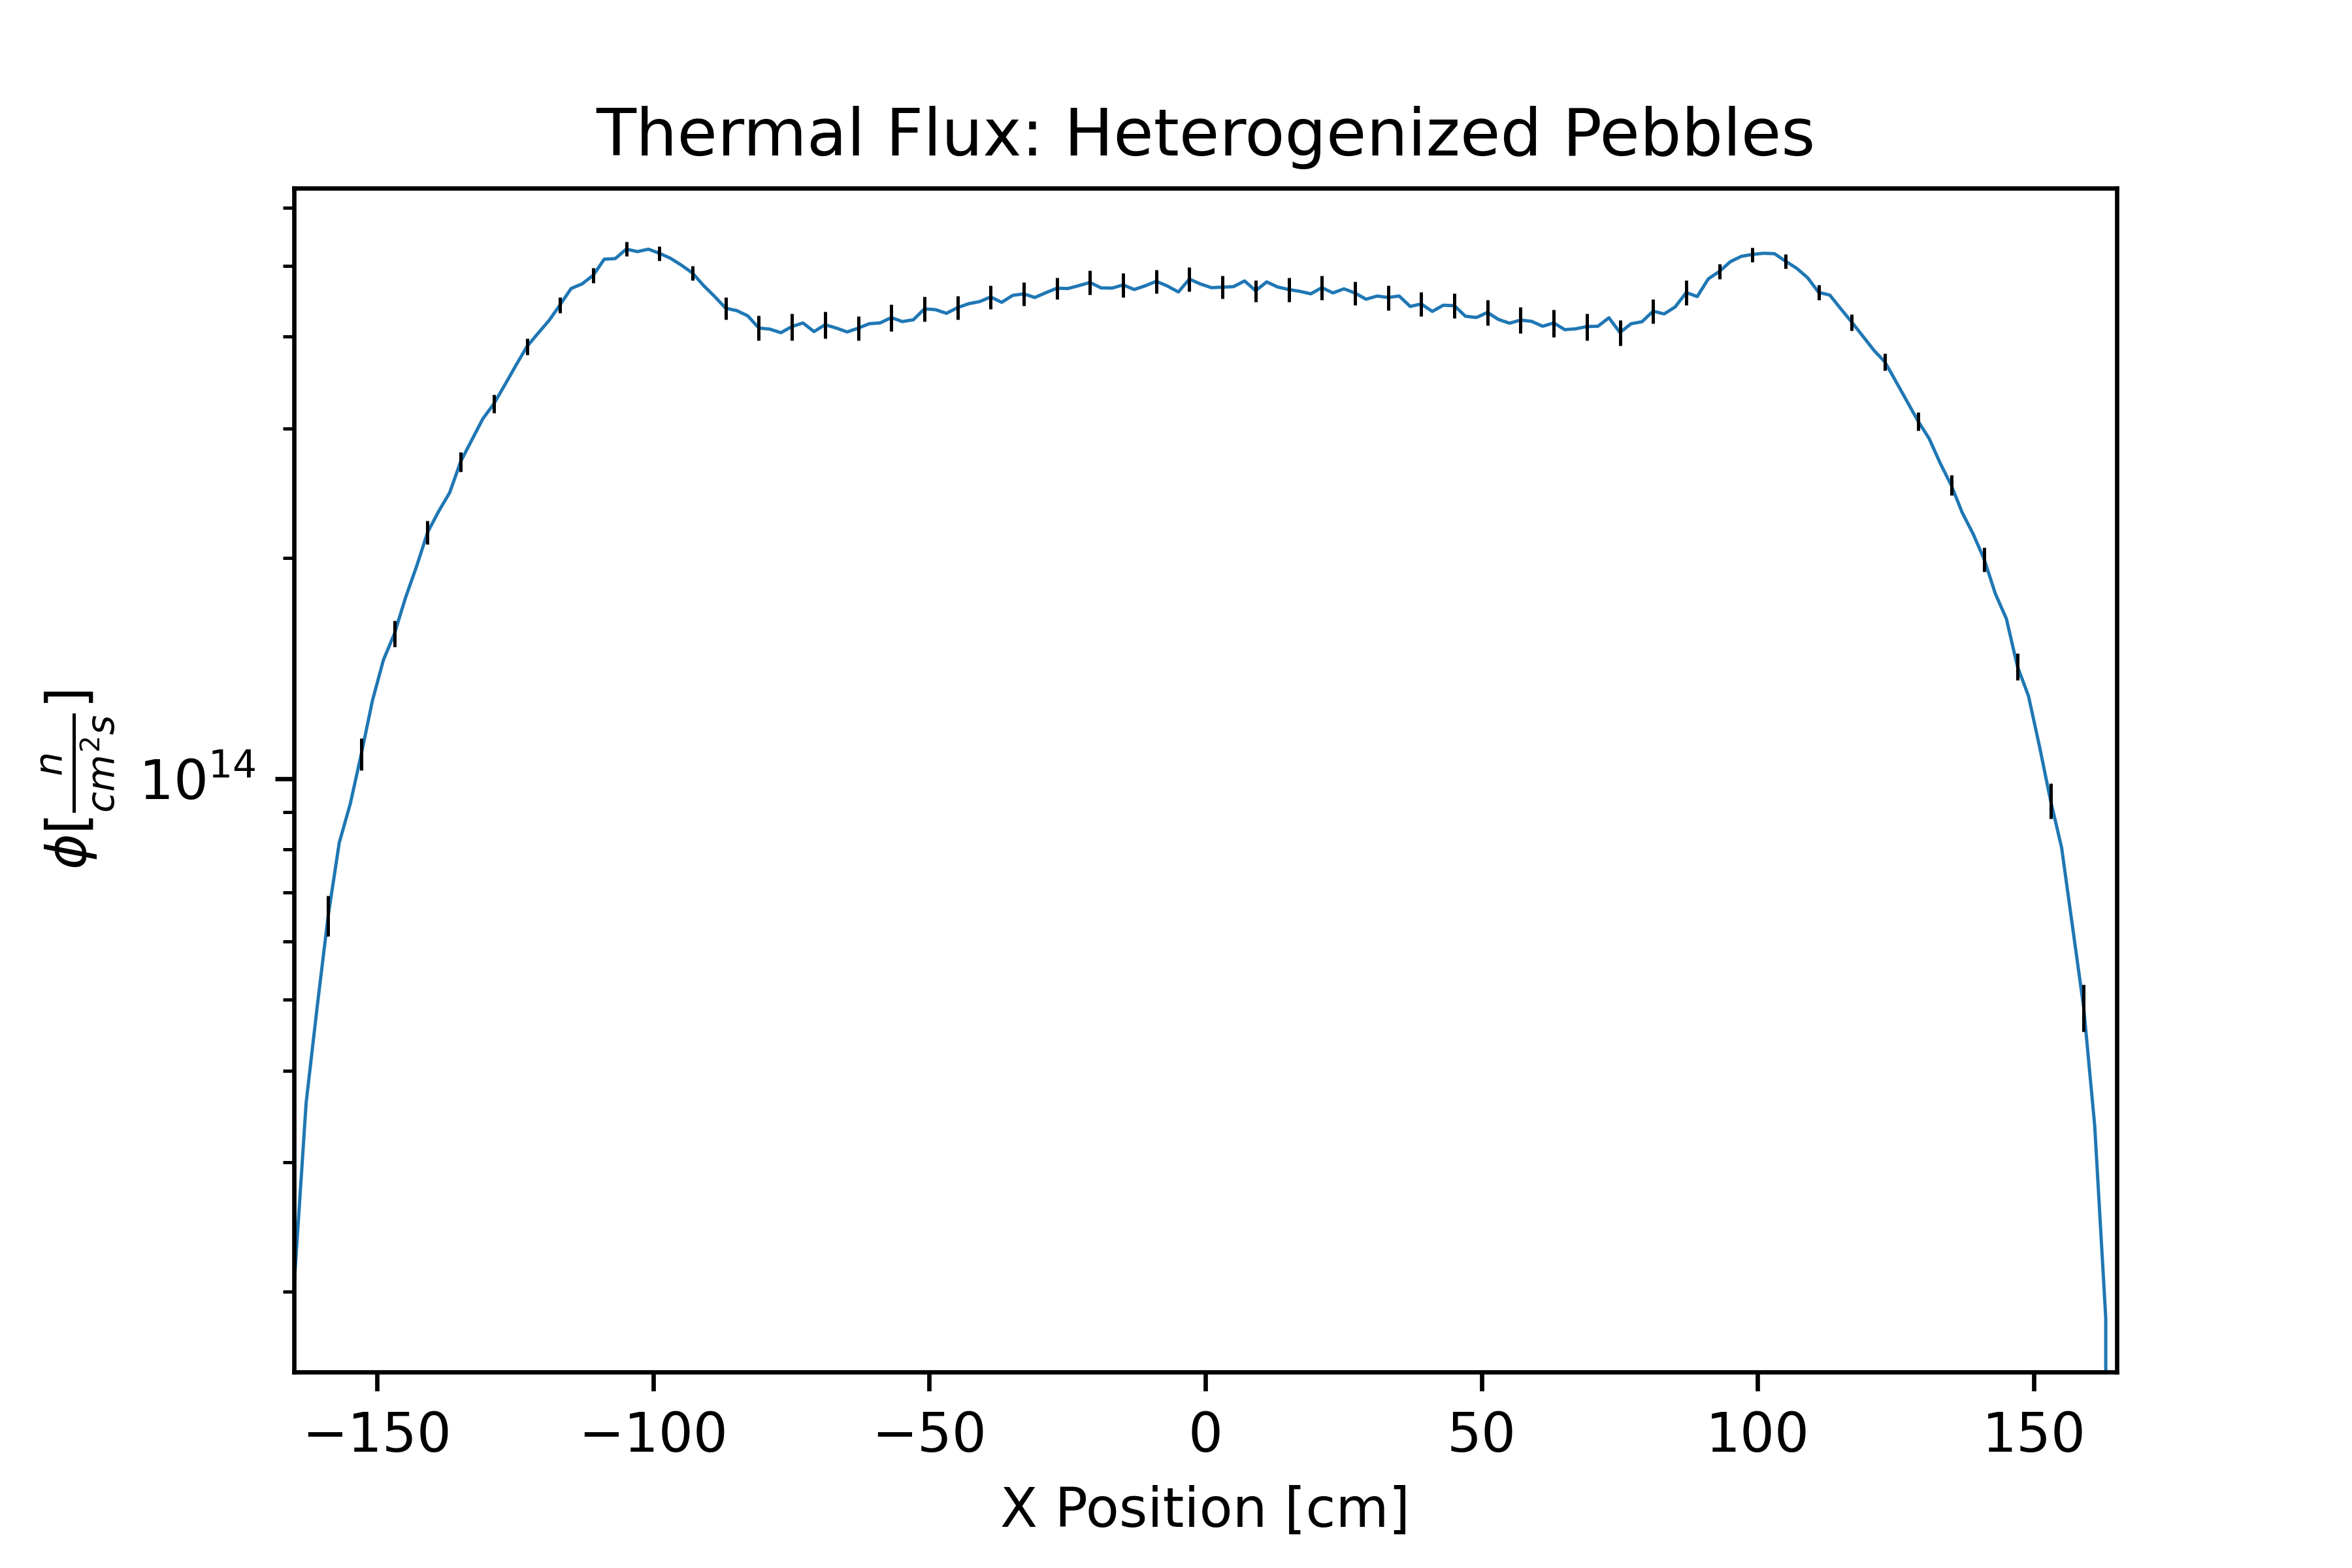 Thermal Flux: Heterogenized Pebbles
ϕ[n/cm²s]
10¹⁴
−150 −100 −50 0 50 100 150
X Position [cm]